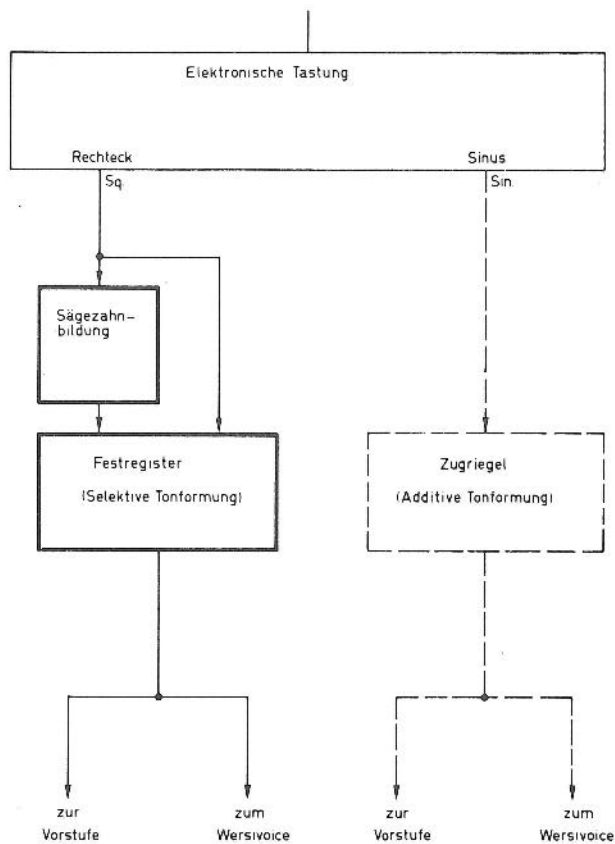 Elektronische Tastung
Rechteck
Sinus
Sq.
Sin.
Sägezahn-
bildung
Festregister
(Selektive Tonformung)
Zugriegel
(Additive Tonformung)
zur
Vorstufe
zum
Wersivoice
zur
Vorstufe
zum
Wersivoice